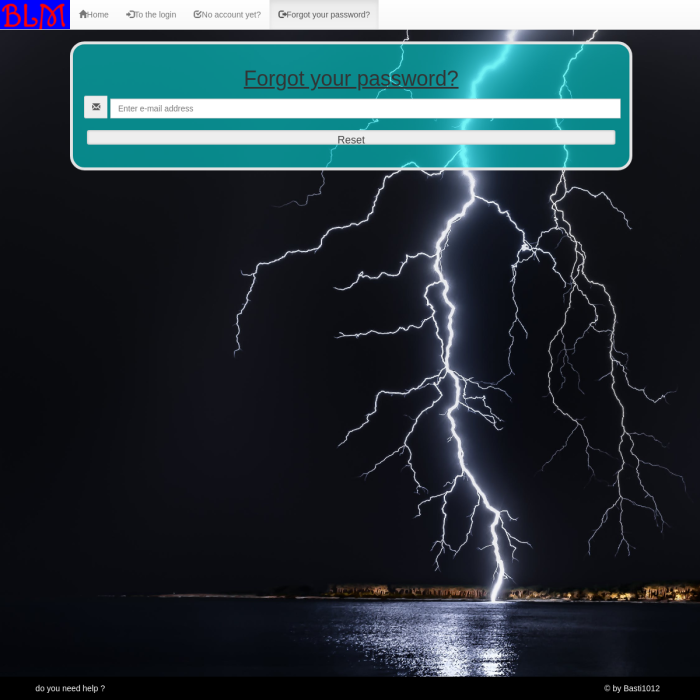 BLM
Home
To the login
No account yet?
Forgot your password?
Forgot your password?
Enter e-mail address
Reset
do you need help ?
© by Basti1012